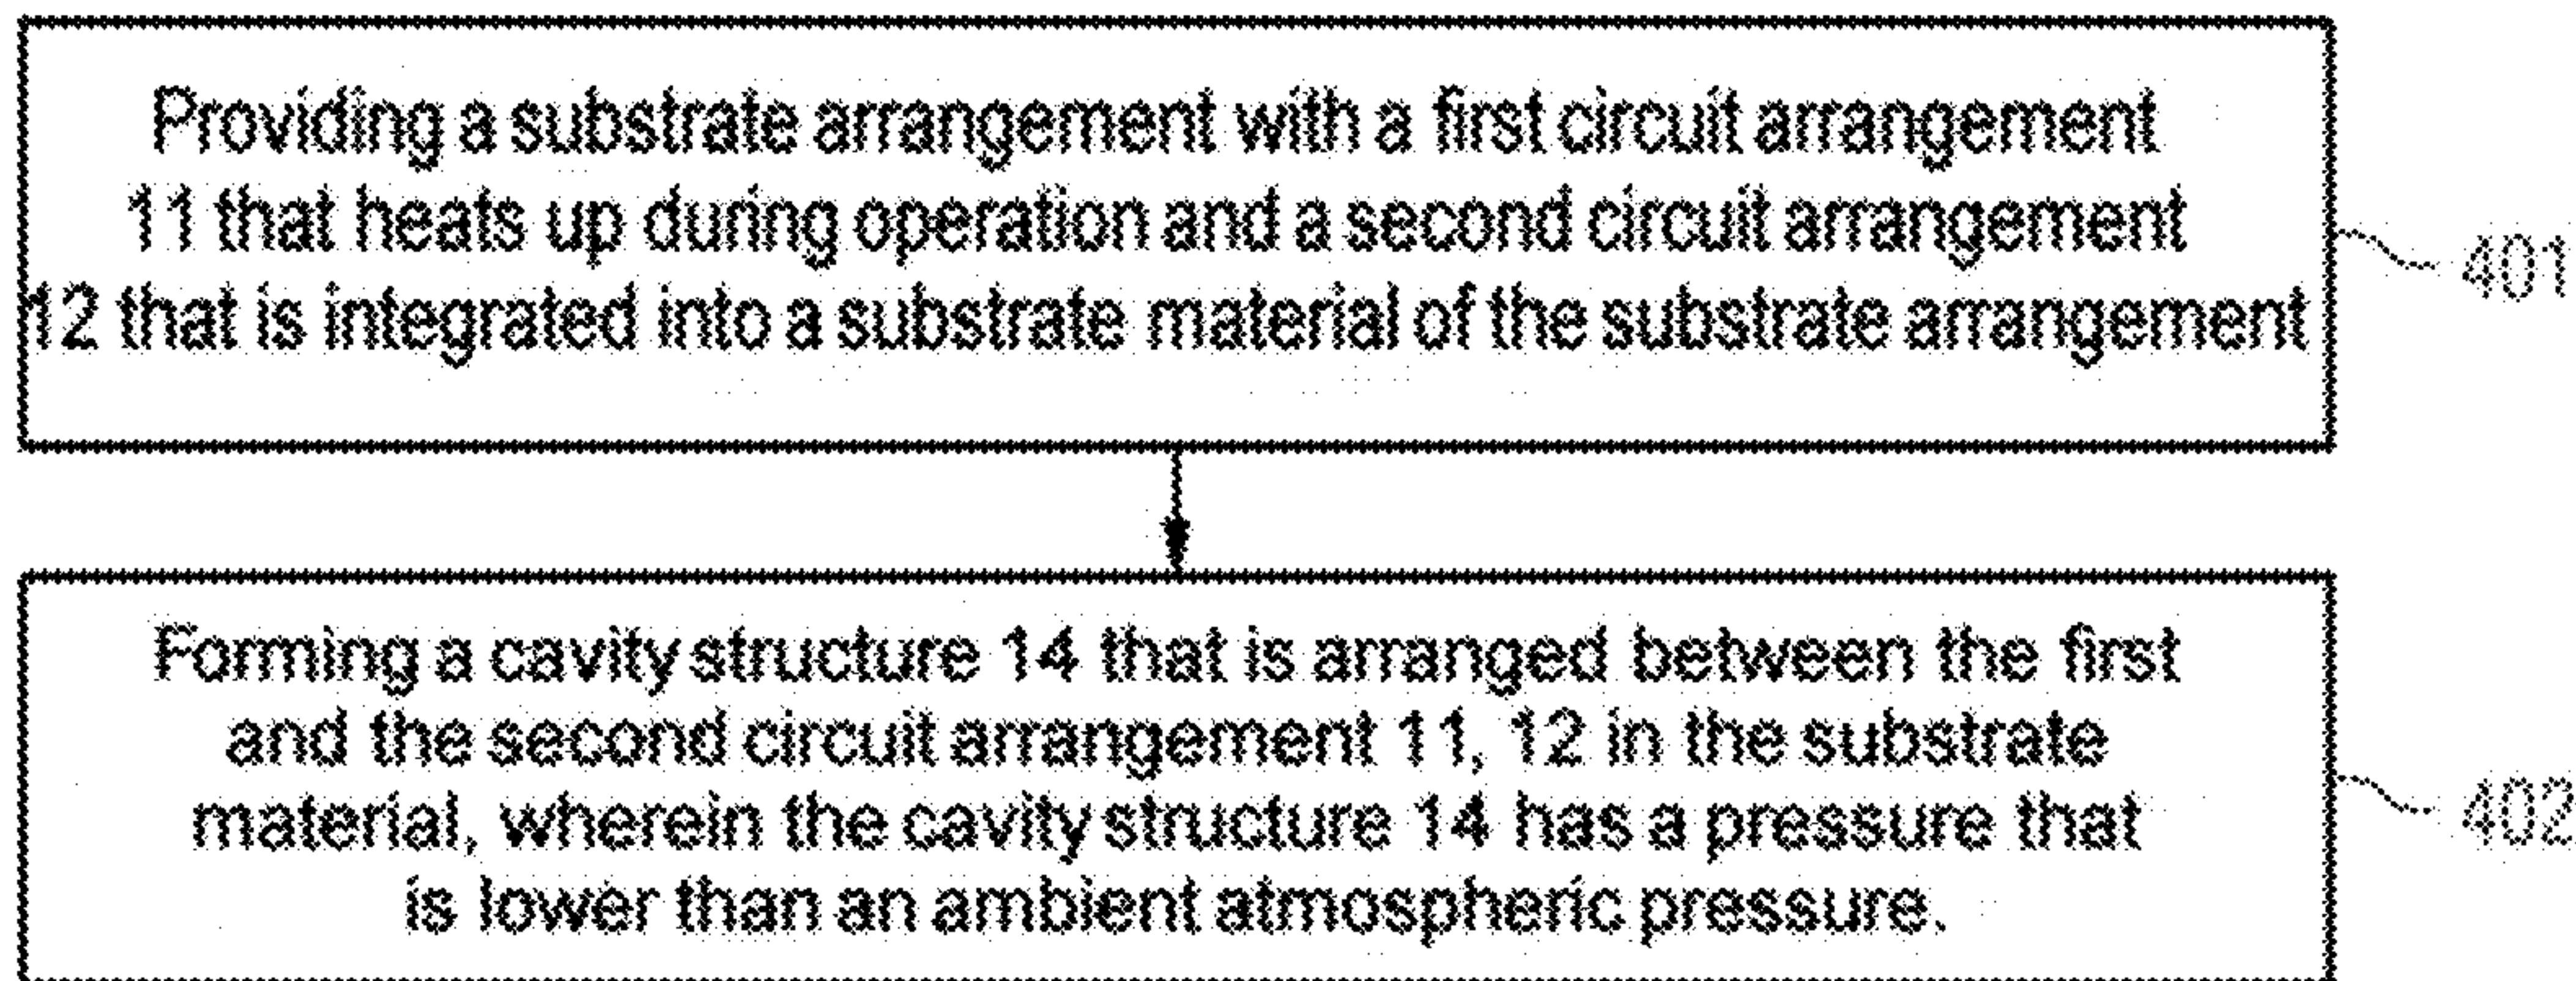 Providing a substrate arrangement with a first circuit arrangement
11 that heats up during operation and a second circuit arrangement
12 that is integrated into a substrate material of the substrate arrangement
401
Forming a cavity structure 14 that is arranged between the first
and the second circuit arrangement 11, 12 in the substrate
material, wherein the cavity structure 14 has a pressure that
is lower than an ambient atmospheric pressure.
402